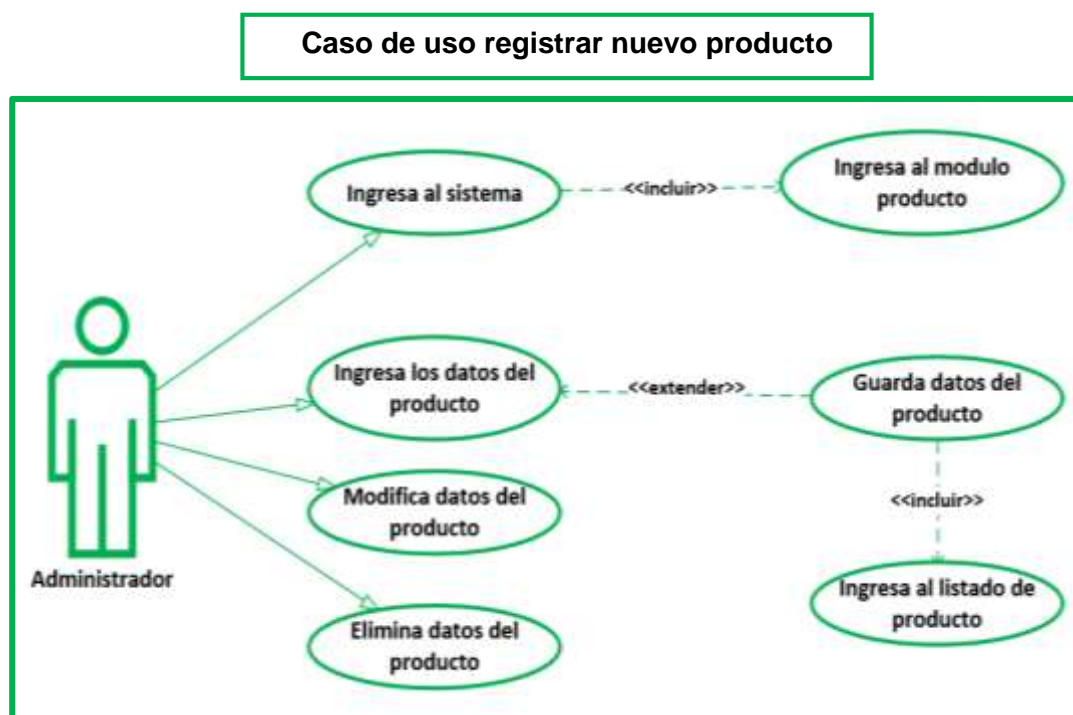 Caso de uso registrar nuevo producto
Ingresa al sistema
<<incluir>>
Ingresa al modulo
producto
Ingresa los datos del
producto
<<extender>>
Guarda datos del
producto
Modifica datos del
producto
<<incluir>>
Administrador
Ingresa al listado de
producto
Elimina datos del
producto